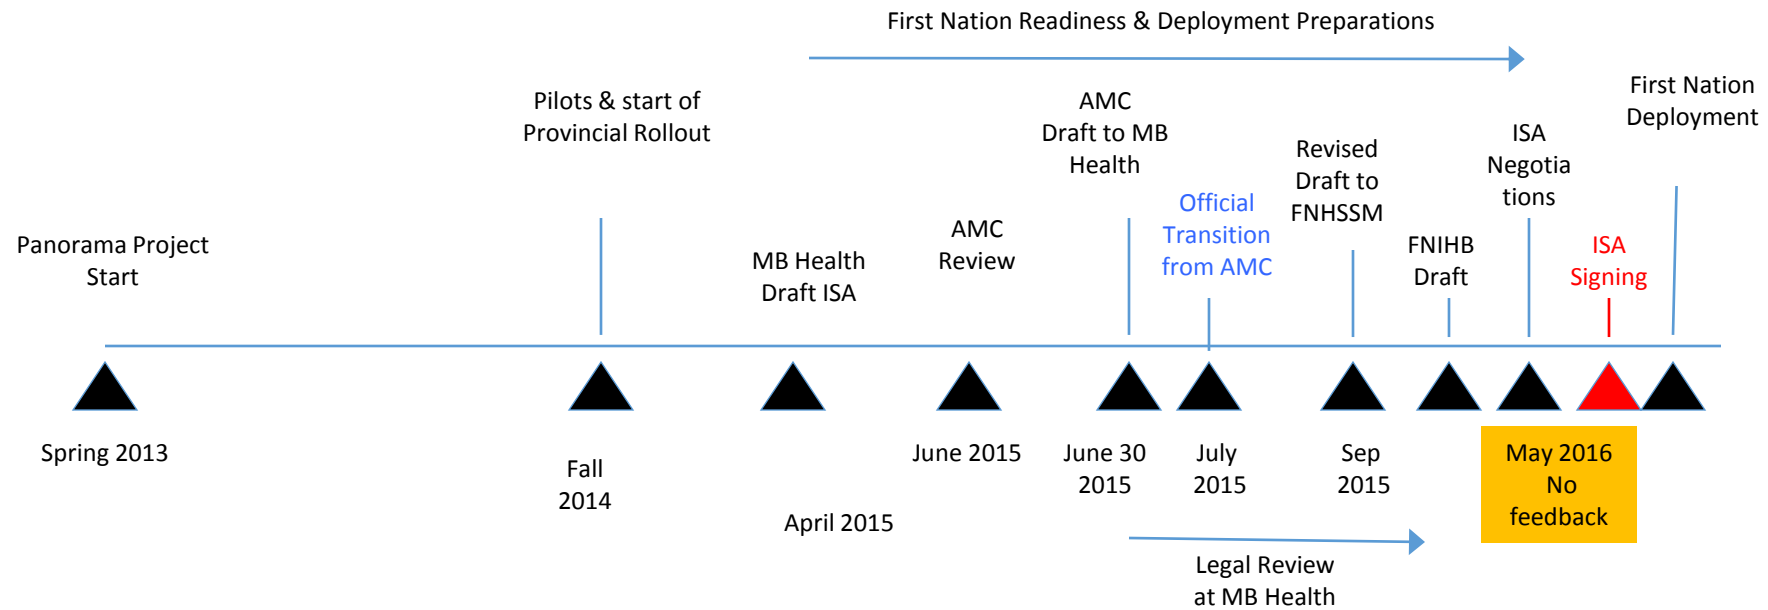 First Nation Readiness & Deployment Preparations
Panorama Project
Start
Pilots & start of
Provincial Rollout
MB Health
Draft ISA
AMC
Review
AMC
Draft to MB
Health
Official
Transition
from AMC
Revised
Draft to
FNHSSM
FNIHB
Draft
ISA
Negotia
tions
ISA
Signing
First Nation
Deployment
Spring 2013
Fall
2014
April 2015
June 2015
June 30
2015
July
2015
Sep
2015
May 2016
No
feedback
Legal Review
at MB Health